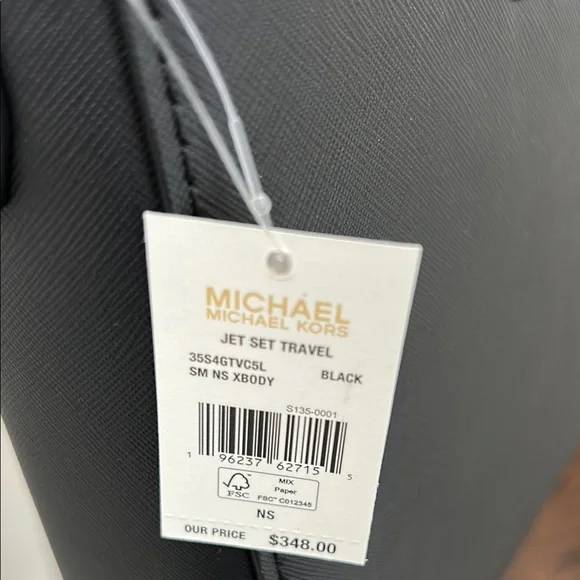 MICHAEL
MICHAEL KORS
JET SET TRAVEL
35S4GTVC5L
SM NS XBODY BLACK
S135-0001
1 96237 62715 5
FSC
MIX
Paper
FSC™ C012345
NS
OUR PRICE $348.00